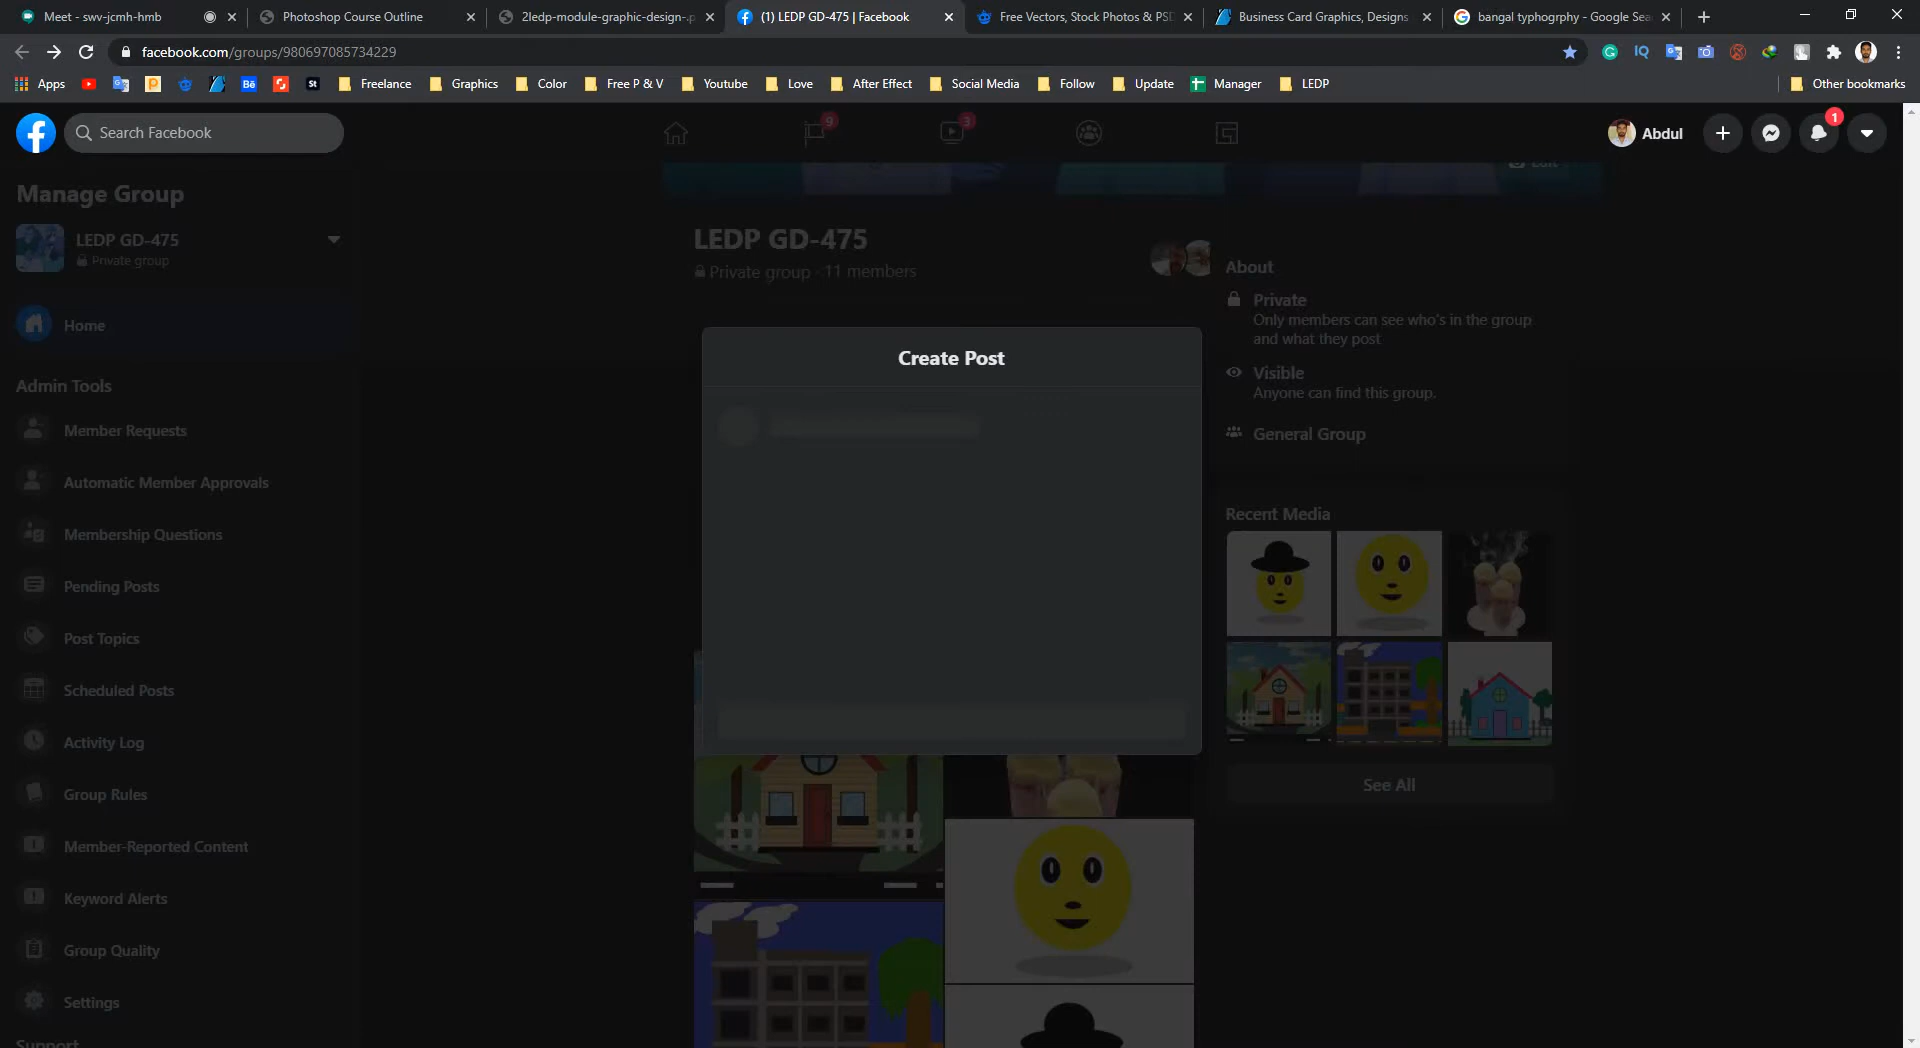 Meet - swv-jcmh-hmb
Photoshop Course Outline
2ledp-module-graphic-design-.p
(1) LEDP GD-475 | Facebook
Free Vectors, Stock Photos & PSD
Business Card Graphics, Designs
bangal typhogrphy - Google Sea
facebook.com/groups/980697085734229
Apps
Freelance
Graphics
Color
Free P & V
Youtube
Love
After Effect
Social Media
Follow
Update
Manager
LEDP
Other bookmarks
Search Facebook
9
3
Abdul
1
Edit
Manage Group
LEDP GD-475
Private group
Home
Admin Tools
Member Requests
Automatic Member Approvals
Membership Questions
Pending Posts
Post Topics
Scheduled Posts
Activity Log
Group Rules
Member-Reported Content
Keyword Alerts
Group Quality
Settings
Support
LEDP GD-475
Private group · 11 members
Create Post
About
Private
Only members can see who's in the group
and what they post
Visible
Anyone can find this group.
General Group
Recent Media
See All